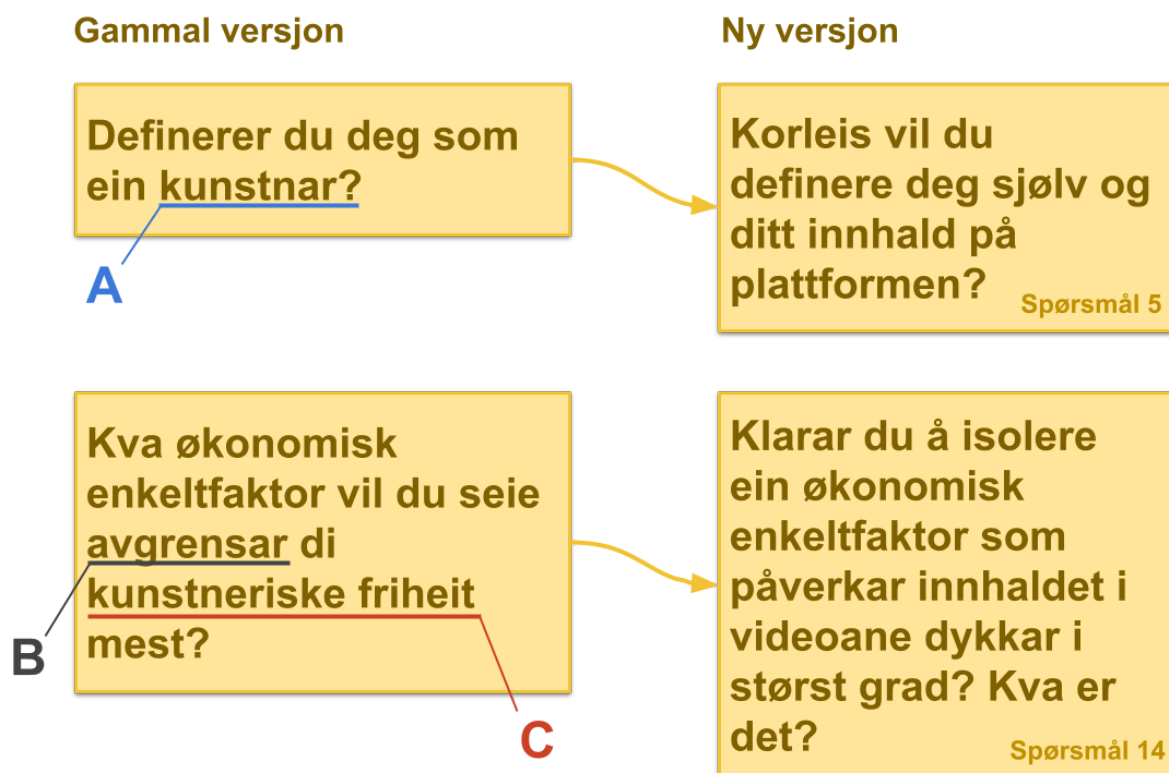 Gammal versjon
Ny versjon
Definerer du deg som
ein kunstnar?
A
Korleis vil du
definere deg sjølv og
ditt innhald på
plattformen?
Spørsmål 5
Kva økonomisk
enkeltfaktor vil du seie
avgrensar di
kunstneriske friheit
mest?
B
C
Klarar du å isolere
ein økonomisk
enkeltfaktor som
påverkar innhaldet i
videoane dykkar i
størst grad? Kva er
det?
Spørsmål 14